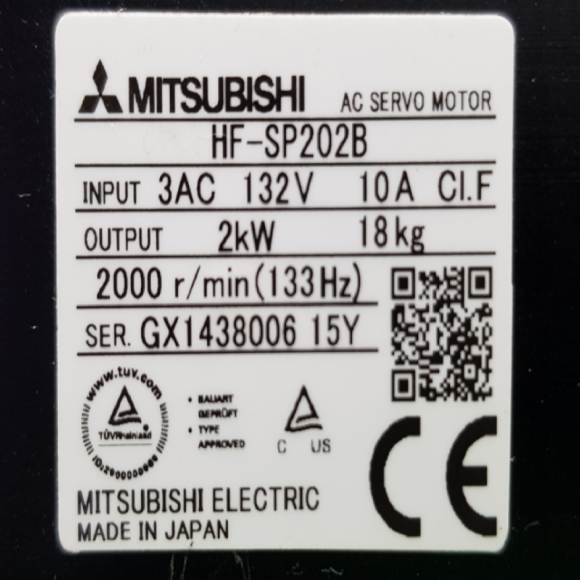 MITSUBISHI AC SERVO MOTOR
HF-SP202B
INPUT 3AC 132V 10A CI.F
OUTPUT 2kW 18kg
2000 r/min(133Hz)
SER. GX1438006 15Y
www.tuv.com
TÜVRheinland
• BAUART
GEPRÜFT
• TYPE
APPROVED
C US
CE
MITSUBISHI ELECTRIC
MADE IN JAPAN